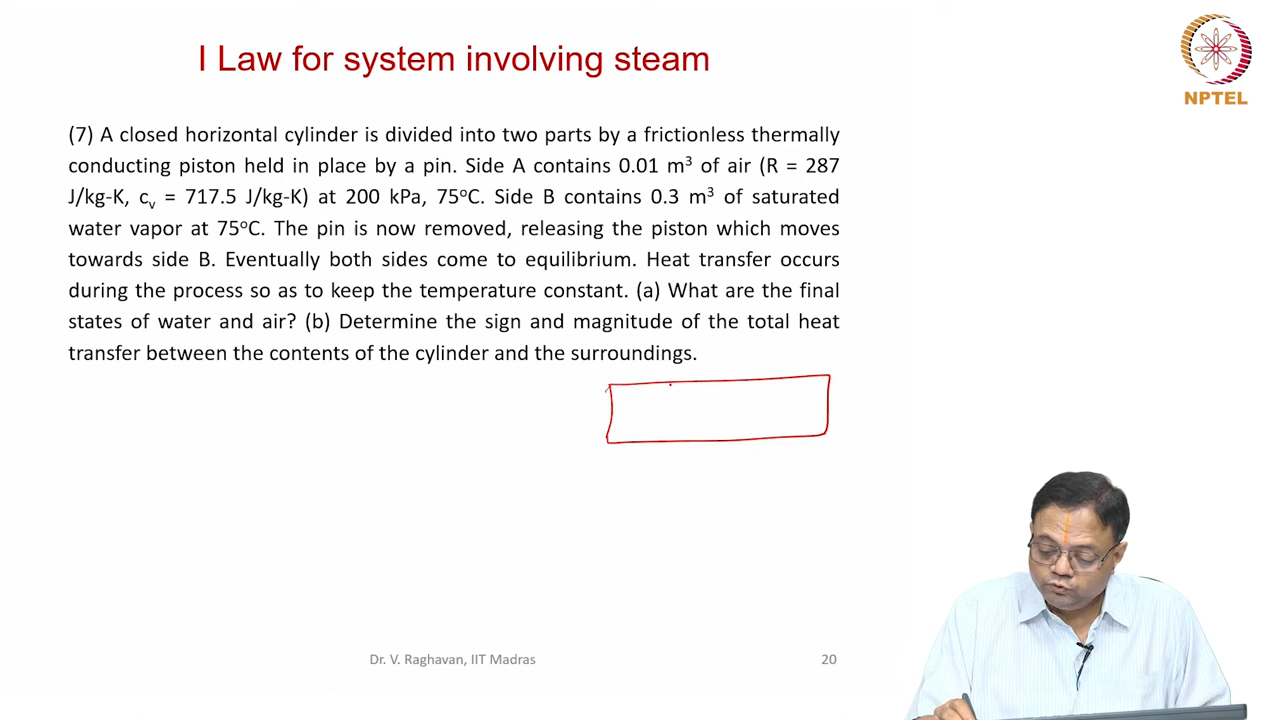 I Law for system involving steam
NPTEL
(7) A closed horizontal cylinder is divided into two parts by a frictionless thermally
conducting piston held in place by a pin. Side A contains 0.01 m³ of air (R = 287
J/kg-K, cᵥ = 717.5 J/kg-K) at 200 kPa, 75ᵒC. Side B contains 0.3 m³ of saturated
water vapor at 75ᵒC. The pin is now removed, releasing the piston which moves
towards side B. Eventually both sides come to equilibrium. Heat transfer occurs
during the process so as to keep the temperature constant. (a) What are the final
states of water and air? (b) Determine the sign and magnitude of the total heat
transfer between the contents of the cylinder and the surroundings.
Dr. V. Raghavan, IIT Madras
20